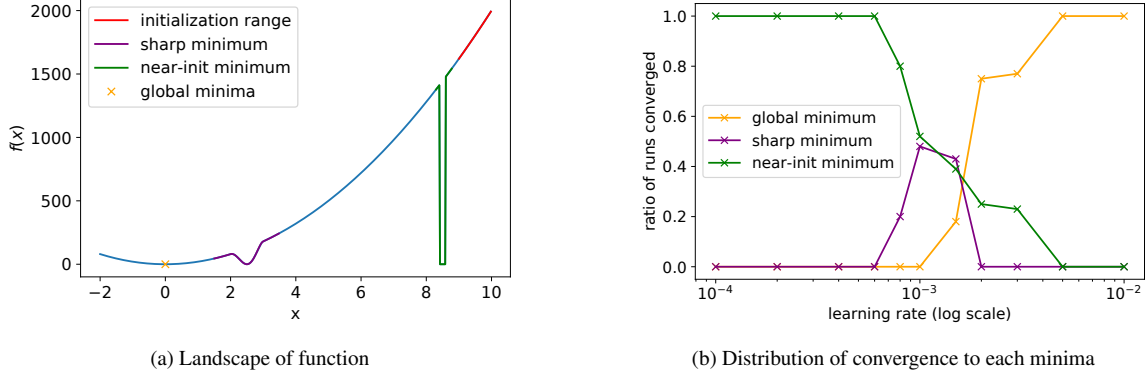 2000
1500
1000
500
0
f(x)
−2
0
2
4
6
8
10
x
initialization range
sharp minimum
near-init minimum
global minima
(a) Landscape of function
1.0
0.8
0.6
0.4
0.2
0.0
ratio of runs converged
10⁻⁴
10⁻³
10⁻²
learning rate (log scale)
global minimum
sharp minimum
near-init minimum
(b) Distribution of convergence to each minima